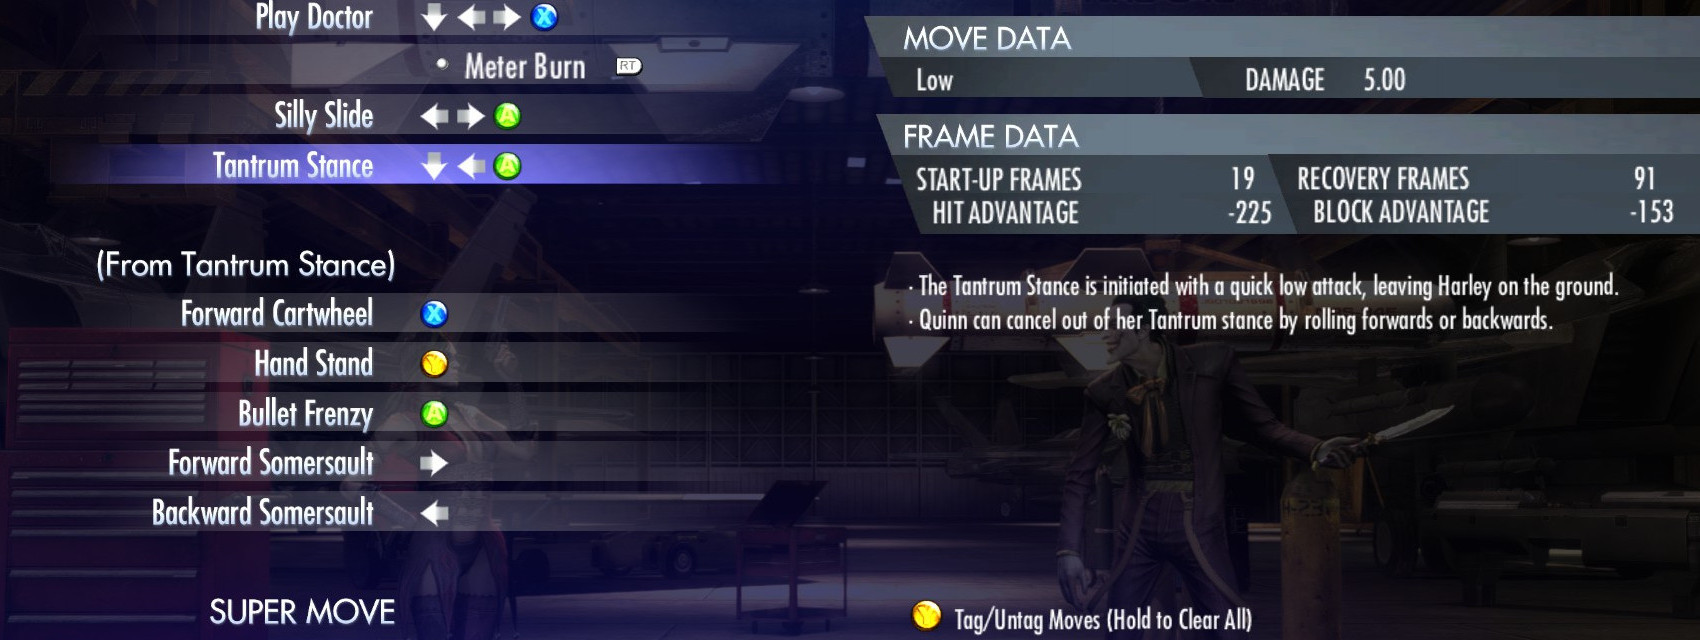 Play Doctor X
Meter Burn RT
Silly Slide A
Tantrum Stance A
(From Tantrum Stance)
Forward Cartwheel X
Hand Stand Y
Bullet Frenzy A
Forward Somersault
Backward Somersault
SUPER MOVE
MOVE DATA
Low DAMAGE 5.00
FRAME DATA
START-UP FRAMES 19 RECOVERY FRAMES 91
HIT ADVANTAGE -225 BLOCK ADVANTAGE -153
· The Tantrum Stance is initiated with a quick low attack, leaving Harley on the ground.
· Quinn can cancel out of her Tantrum stance by rolling forwards or backwards.
Y Tag/Untag Moves (Hold to Clear All)